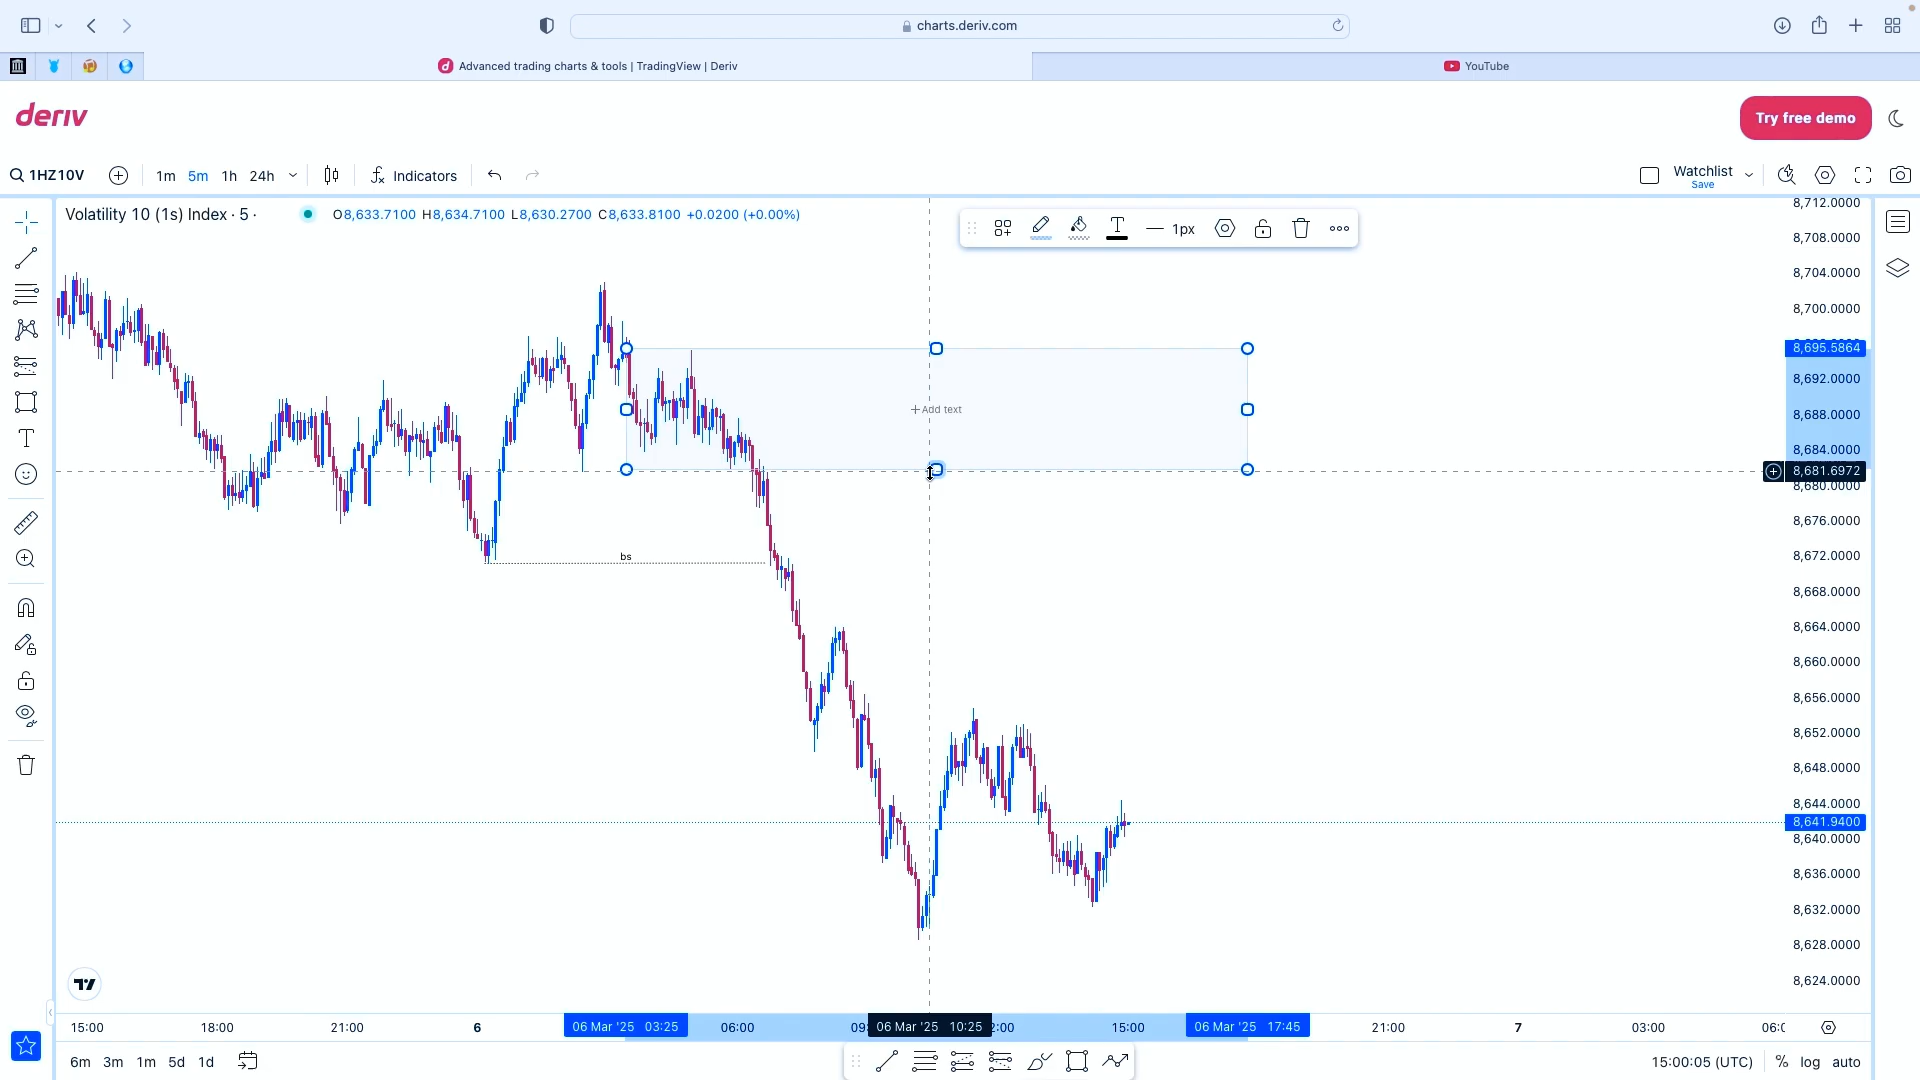 charts.deriv.com
Advanced trading charts & tools | TradingView | Deriv
YouTube
deriv
Try free demo
1HZ10V
1m
5m
1h
24h
Indicators
Watchlist
Save
Volatility 10 (1s) Index · 5 ·
O8,633.7100 H8,634.7100 L8,630.2700 C8,633.8100 +0.0200 (+0.00%)
T
1px
8,712.0000
8,708.0000
8,704.0000
8,700.0000
8,695.5864
8,692.0000
8,688.0000
8,684.0000
8,681.6972
8,680.0000
8,676.0000
8,672.0000
8,668.0000
8,664.0000
8,660.0000
8,656.0000
8,652.0000
8,648.0000
8,644.0000
8,641.9400
8,640.0000
8,636.0000
8,632.0000
8,628.0000
8,624.0000
+ Add text
bs
15:00
18:00
21:00
6
06 Mar '25 03:25
06:00
09:
06 Mar '25 10:25
2:00
15:00
06 Mar '25 17:45
21:00
7
03:00
06:0
6m
3m
1m
5d
1d
15:00:05 (UTC)
%
log
auto